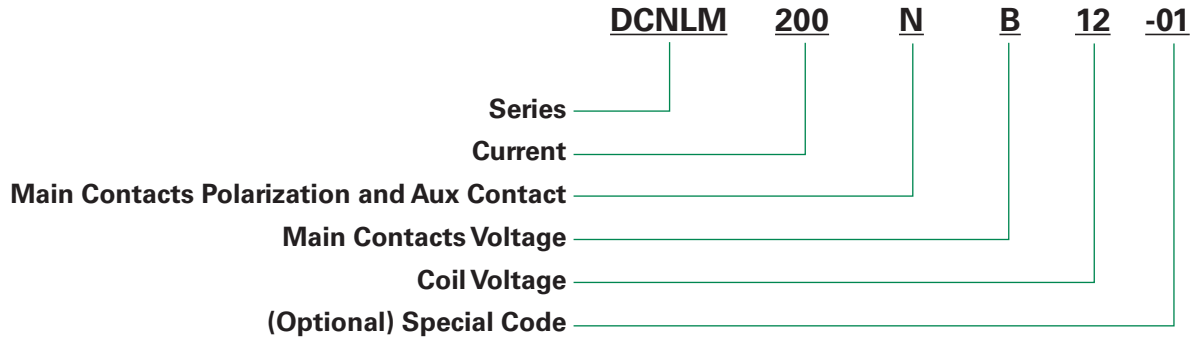 DCNLM 200 N B 12 -01
Series
Current
Main Contacts Polarization and Aux Contact
Main Contacts Voltage
Coil Voltage
(Optional) Special Code